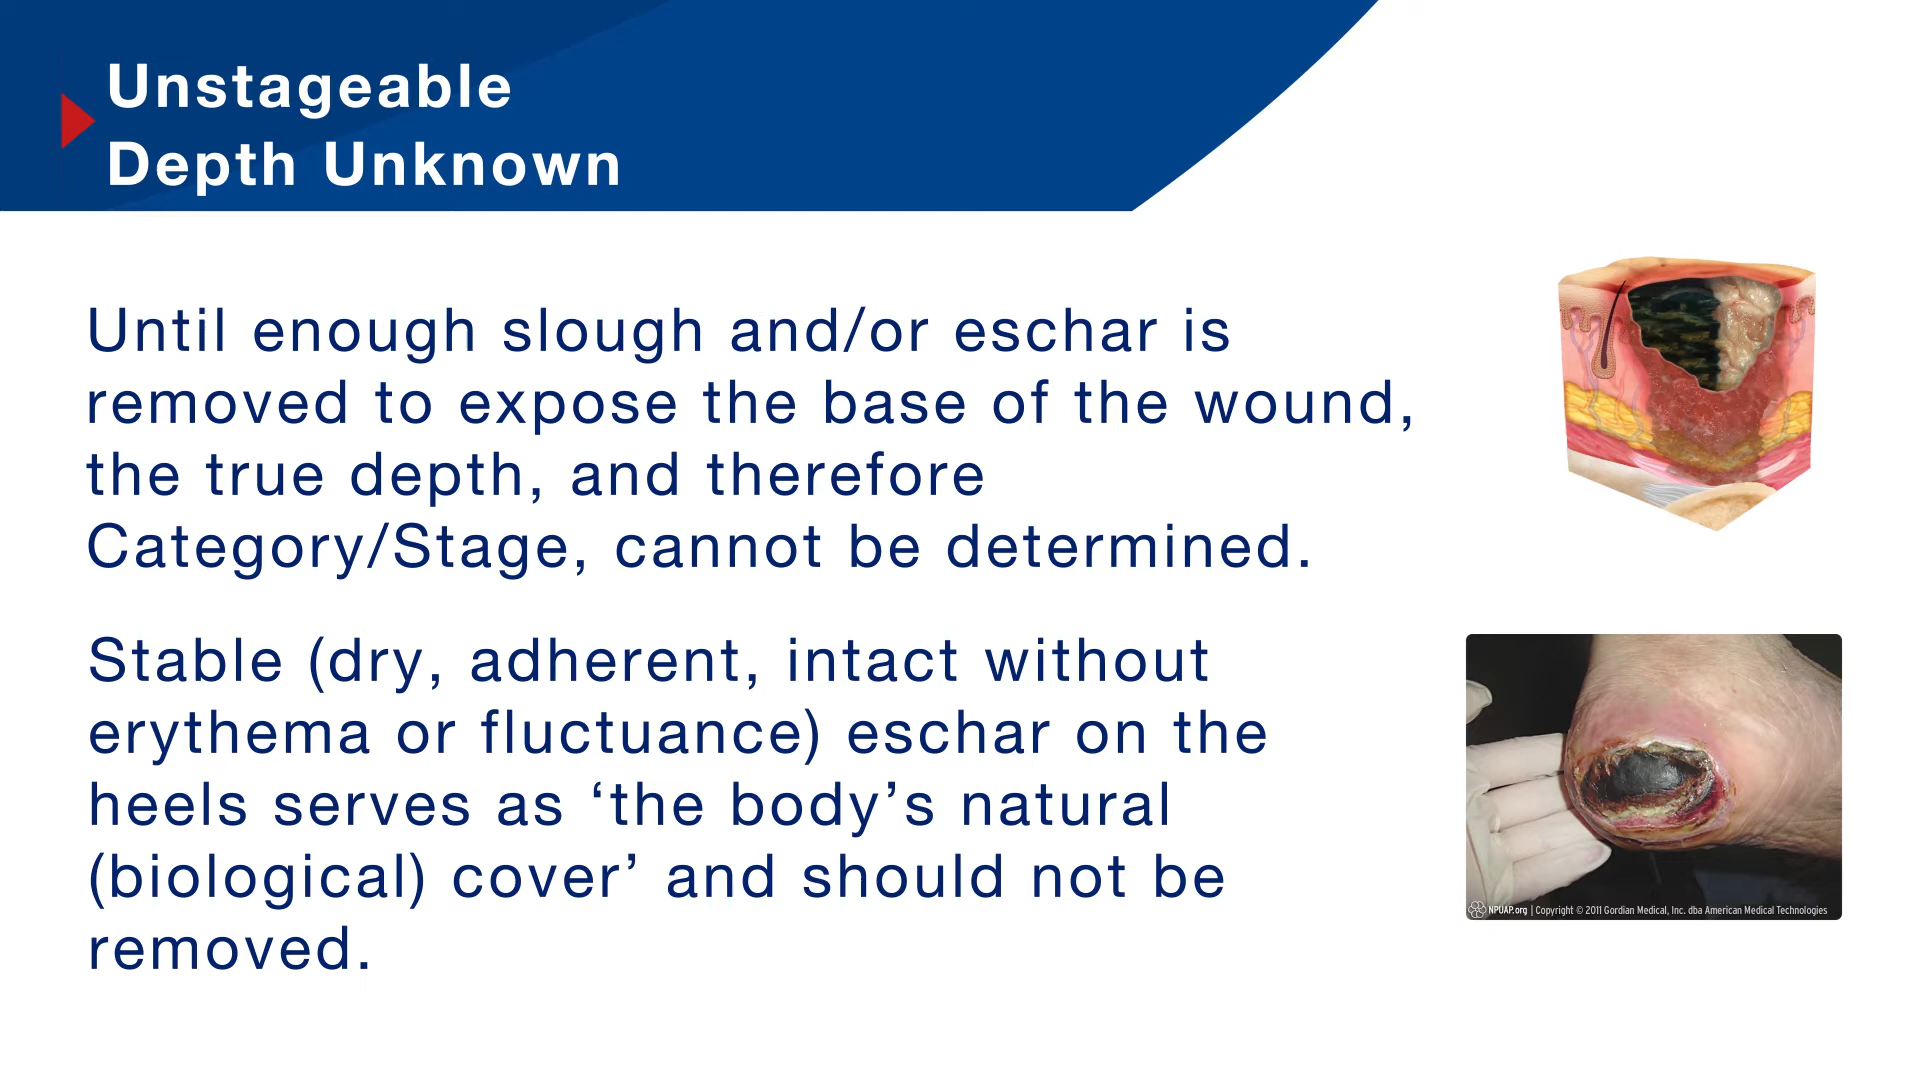 Unstageable
Depth Unknown
Until enough slough and/or eschar is
removed to expose the base of the wound,
the true depth, and therefore
Category/Stage, cannot be determined.
Stable (dry, adherent, intact without
erythema or fluctuance) eschar on the
heels serves as ‘the body’s natural
(biological) cover’ and should not be
removed.
NPUAP.org | Copyright © 2011 Gordian Medical, Inc. dba American Medical Technologies